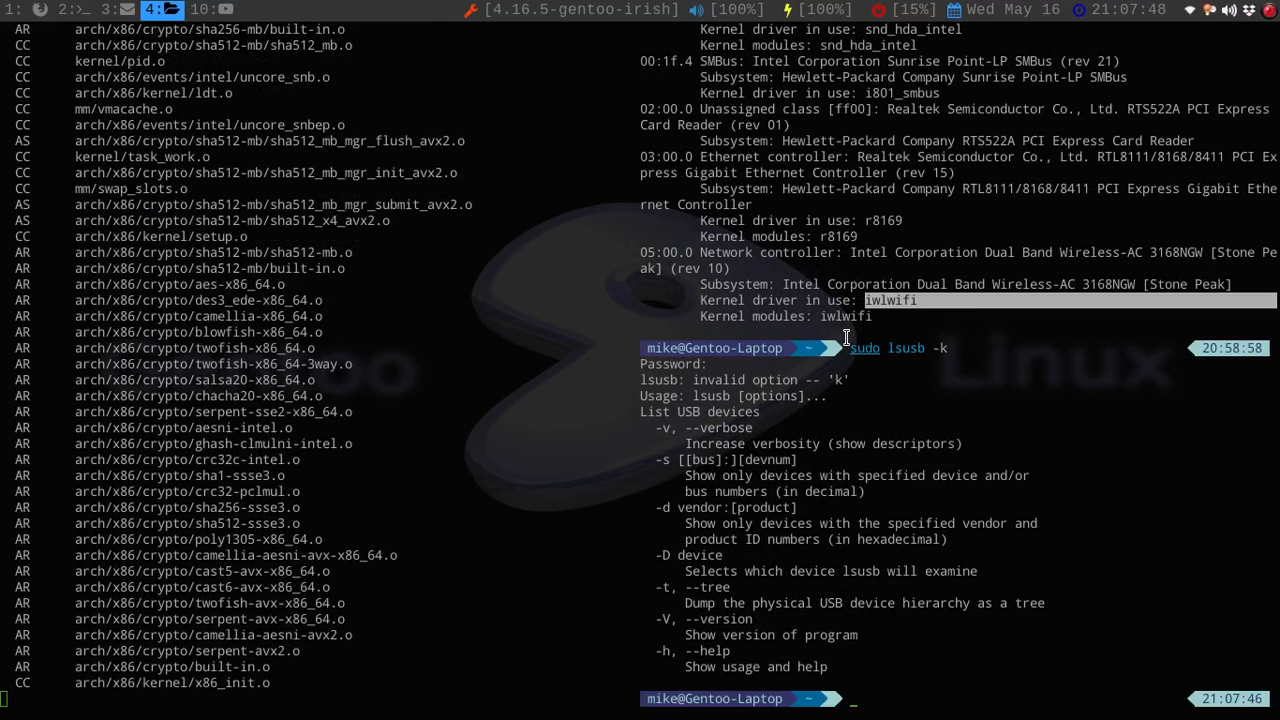 1: 2:>_ 3: 4: 10: [4.16.5-gentoo-irish] [100%] [100%] [15%] Wed May 16 21:07:48
AR arch/x86/crypto/sha256-mb/built-in.o
CC arch/x86/crypto/sha512-mb/sha512_mb.o
CC kernel/pid.o
CC arch/x86/events/intel/uncore_snb.o
CC arch/x86/kernel/ldt.o
CC mm/vmacache.o
CC arch/x86/events/intel/uncore_snbep.o
AS arch/x86/crypto/sha512-mb/sha512_mb_mgr_flush_avx2.o
CC kernel/task_work.o
CC arch/x86/crypto/sha512-mb/sha512_mb_mgr_init_avx2.o
CC mm/swap_slots.o
AS arch/x86/crypto/sha512-mb/sha512_mb_mgr_submit_avx2.o
AS arch/x86/crypto/sha512-mb/sha512_x4_avx2.o
CC arch/x86/kernel/setup.o
AR arch/x86/crypto/sha512-mb/sha512-mb.o
AR arch/x86/crypto/sha512-mb/built-in.o
AR arch/x86/crypto/aes-x86_64.o
AR arch/x86/crypto/des3_ede-x86_64.o
AR arch/x86/crypto/camellia-x86_64.o
AR arch/x86/crypto/blowfish-x86_64.o
AR arch/x86/crypto/twofish-x86_64.o
AR arch/x86/crypto/twofish-x86_64-3way.o
AR arch/x86/crypto/salsa20-x86_64.o
AR arch/x86/crypto/chacha20-x86_64.o
AR arch/x86/crypto/serpent-sse2-x86_64.o
AR arch/x86/crypto/aesni-intel.o
AR arch/x86/crypto/ghash-clmulni-intel.o
AR arch/x86/crypto/crc32c-intel.o
AR arch/x86/crypto/sha1-ssse3.o
AR arch/x86/crypto/crc32-pclmul.o
AR arch/x86/crypto/sha256-ssse3.o
AR arch/x86/crypto/sha512-ssse3.o
AR arch/x86/crypto/poly1305-x86_64.o
AR arch/x86/crypto/camellia-aesni-avx-x86_64.o
AR arch/x86/crypto/cast5-avx-x86_64.o
AR arch/x86/crypto/cast6-avx-x86_64.o
AR arch/x86/crypto/twofish-avx-x86_64.o
AR arch/x86/crypto/serpent-avx-x86_64.o
AR arch/x86/crypto/camellia-aesni-avx2.o
AR arch/x86/crypto/serpent-avx2.o
AR arch/x86/crypto/built-in.o
CC arch/x86/kernel/x86_init.o
Kernel driver in use: snd_hda_intel
Kernel modules: snd_hda_intel
00:1f.4 SMBus: Intel Corporation Sunrise Point-LP SMBus (rev 21)
Subsystem: Hewlett-Packard Company Sunrise Point-LP SMBus
Kernel driver in use: i801_smbus
02:00.0 Unassigned class [ff00]: Realtek Semiconductor Co., Ltd. RTS522A PCI Express
Card Reader (rev 01)
Subsystem: Hewlett-Packard Company RTS522A PCI Express Card Reader
03:00.0 Ethernet controller: Realtek Semiconductor Co., Ltd. RTL8111/8168/8411 PCI Ex
press Gigabit Ethernet Controller (rev 15)
Subsystem: Hewlett-Packard Company RTL8111/8168/8411 PCI Express Gigabit Ethe
rnet Controller
Kernel driver in use: r8169
Kernel modules: r8169
05:00.0 Network controller: Intel Corporation Dual Band Wireless-AC 3168NGW [Stone Pe
ak] (rev 10)
Subsystem: Intel Corporation Dual Band Wireless-AC 3168NGW [Stone Peak]
Kernel driver in use: iwlwifi
Kernel modules: iwlwifi
mike@Gentoo-Laptop ~ sudo lsusb -k 20:58:58
Password:
lsusb: invalid option -- 'k'
Usage: lsusb [options]...
List USB devices
-v, --verbose
Increase verbosity (show descriptors)
-s [[bus]:][devnum]
Show only devices with specified device and/or
bus numbers (in decimal)
-d vendor:[product]
Show only devices with the specified vendor and
product ID numbers (in hexadecimal)
-D device
Selects which device lsusb will examine
-t, --tree
Dump the physical USB device hierarchy as a tree
-V, --version
Show version of program
-h, --help
Show usage and help
mike@Gentoo-Laptop ~ _ 21:07:46
Linux